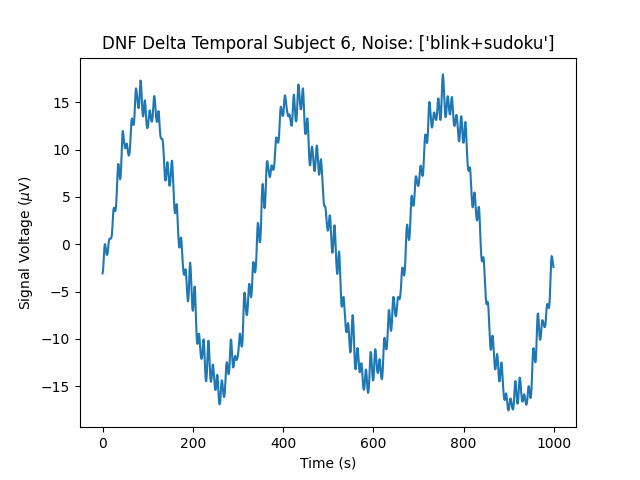 DNF Delta Temporal Subject 6, Noise: ['blink+sudoku']
Signal Voltage (μV)
15
10
5
0
−5
−10
−15
0 200 400 600 800 1000
Time (s)